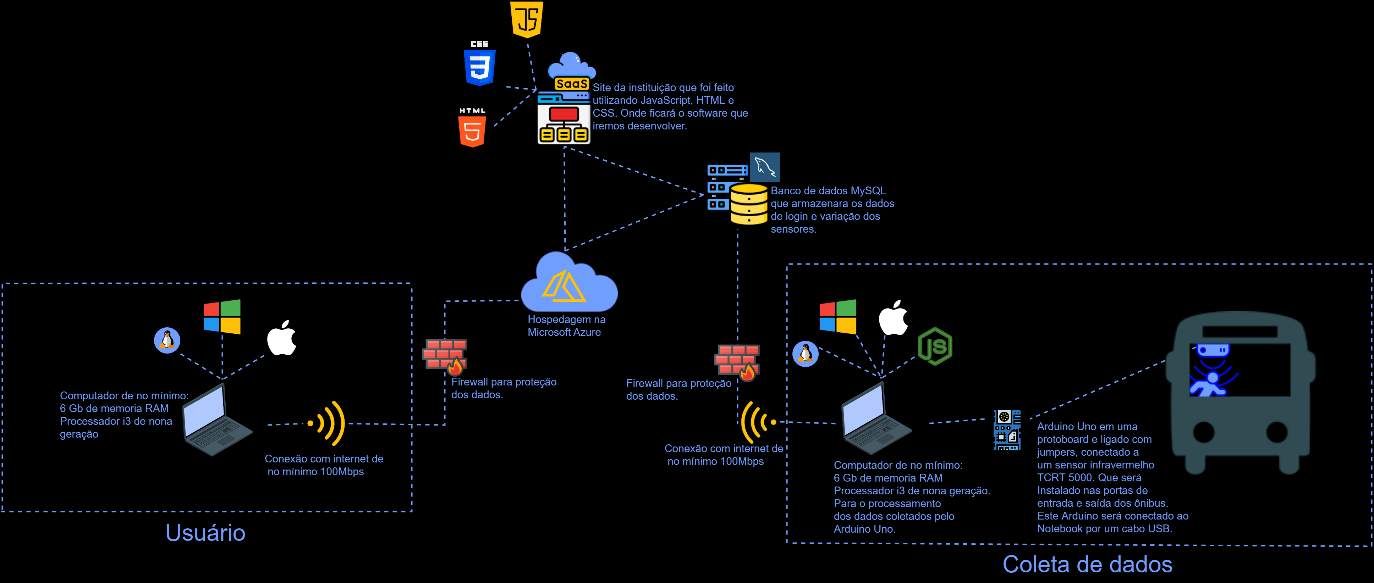 JS
CSS
3
HTML
5
SaaS
Site da instituição que foi feito
utilizando JavaScript, HTML e
CSS. Onde ficará o software que
iremos desenvolver.
Banco de dados MySQL
que armazenara os dados
de login e variação dos
sensores.
Hospedagem na
Microsoft Azure
Firewall para proteção
dos dados.
Computador de no mínimo:
6 Gb de memoria RAM
Processador i3 de nona
geração
Conexão com internet de
no mínimo 100Mbps
Usuário
Firewall para proteção
dos dados.
Conexão com internet de
no mínimo 100Mbps
JS
Computador de no mínimo:
6 Gb de memoria RAM
Processador i3 de nona geração.
Para o processamento
dos dados coletados pelo
Arduino Uno.
Arduino Uno em uma
protoboard e ligado com
jumpers, conectado a
um sensor infravermelho
TCRT 5000. Que será
Instalado nas portas de
entrada e saída dos ônibus.
Este Arduino será conectado ao
Notebook por um cabo USB.
Coleta de dados